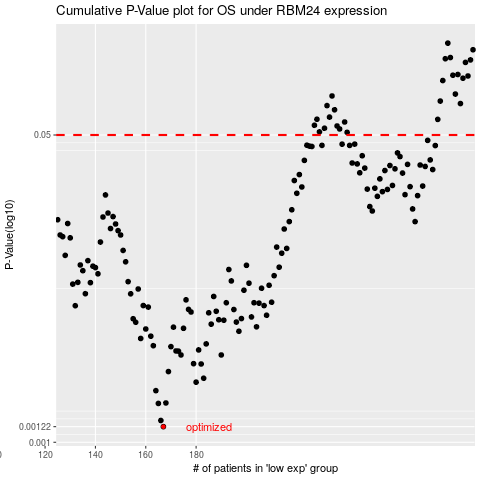 Cumulative P-Value plot for OS under RBM24 expression
P-Value(log10)
0.05
0.00122
0.001
optimized
0
120 140 160 180
# of patients in 'low exp' group